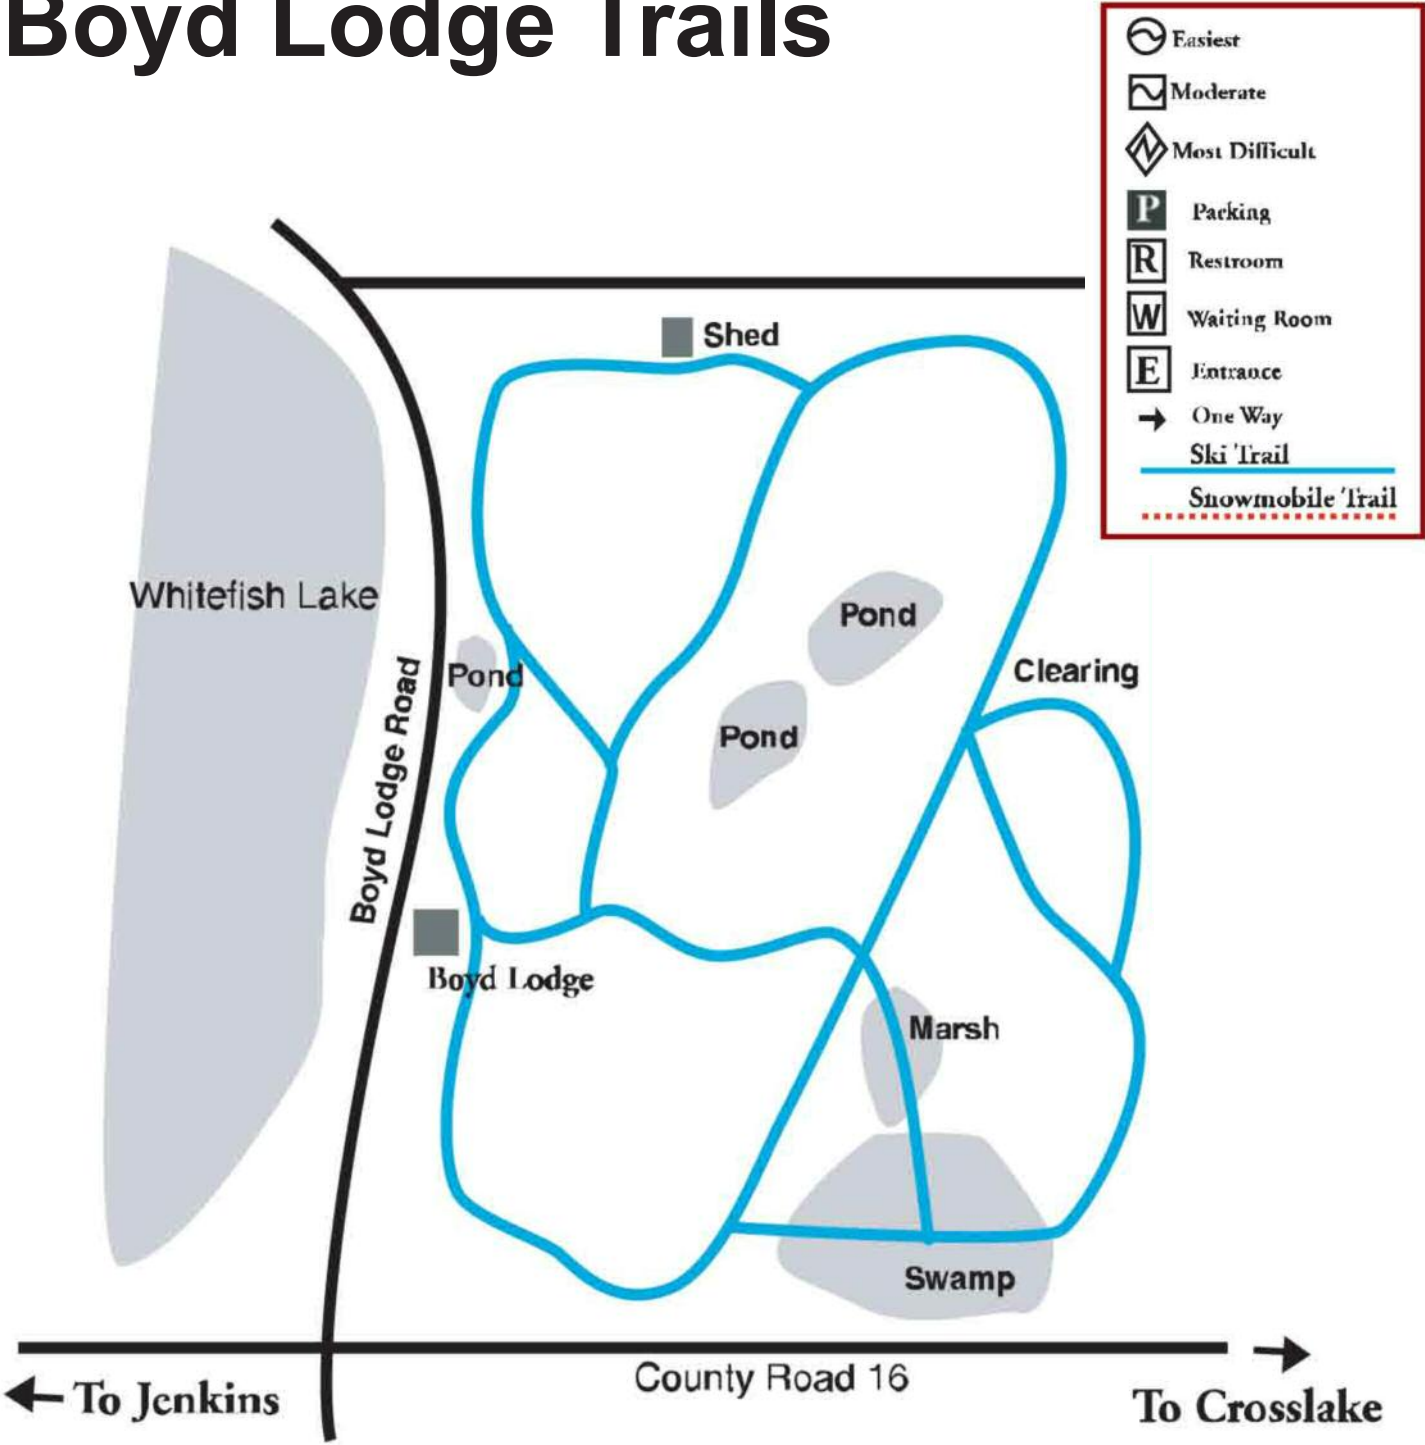 Boyd Lodge Trails
Easiest
Moderate
Most Difficult
P Parking
R Restroom
W Waiting Room
E Entrance
One Way
Ski Trail
Snowmobile Trail
Shed
Whitefish Lake
Pond
Pond
Clearing
Pond
Boyd Lodge Road
Boyd Lodge
Marsh
Swamp
County Road 16
To Jenkins
To Crosslake